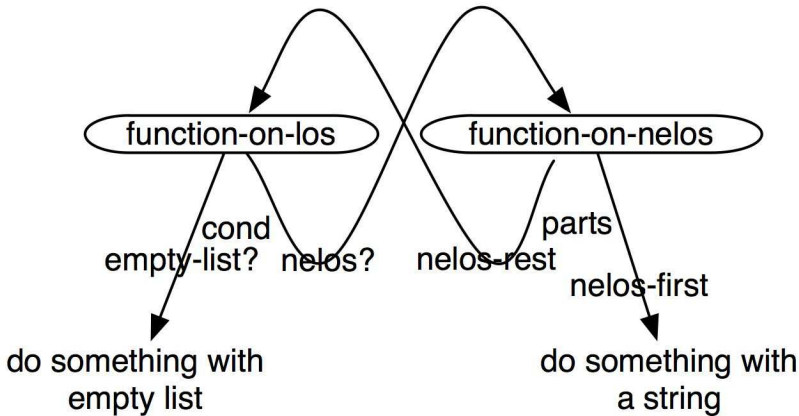 function-on-los
function-on-nelos
cond
parts
empty-list?
nelos?
nelos-rest
nelos-first
do something with
empty list
do something with
a string